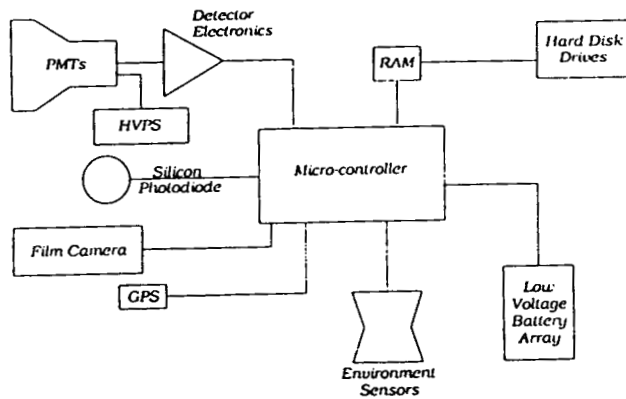 Detector
Electronics
PMTs
HVPS
RAM
Hard Disk
Drives
Silicon
Photodiode
Micro-controller
Film Camera
GPS
Low
Voltage
Battery
Array
Environment
Sensors